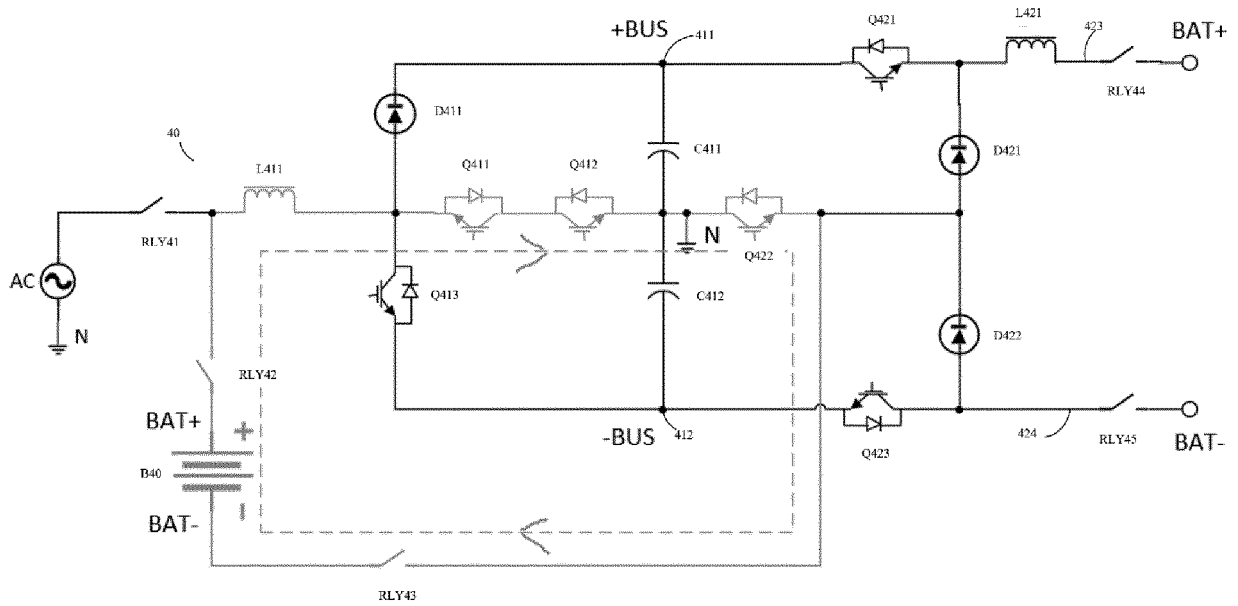 Q421
L421
423
BAT+
+BUS
411
RLY44
D411
40
C411
D421
Q411
Q412
L411
N
RLY41
Q422
AC
Q413
C412
N
D422
RLY42
BAT+
+
-BUS
412
424
RLY45
B40
Q423
BAT-
BAT-
-
RLY43